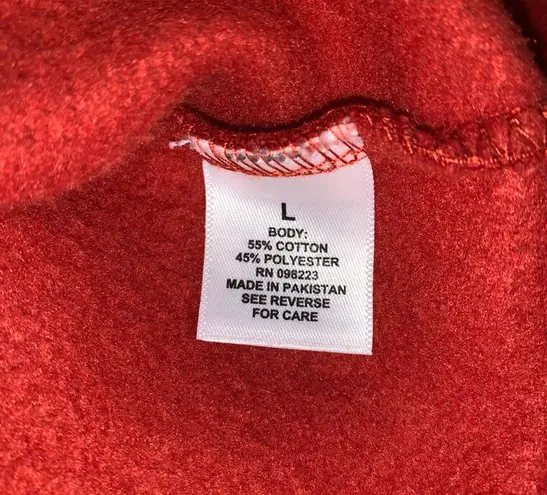 L
BODY:
55% COTTON
45% POLYESTER
RN 098223
MADE IN PAKISTAN
SEE REVERSE
FOR CARE